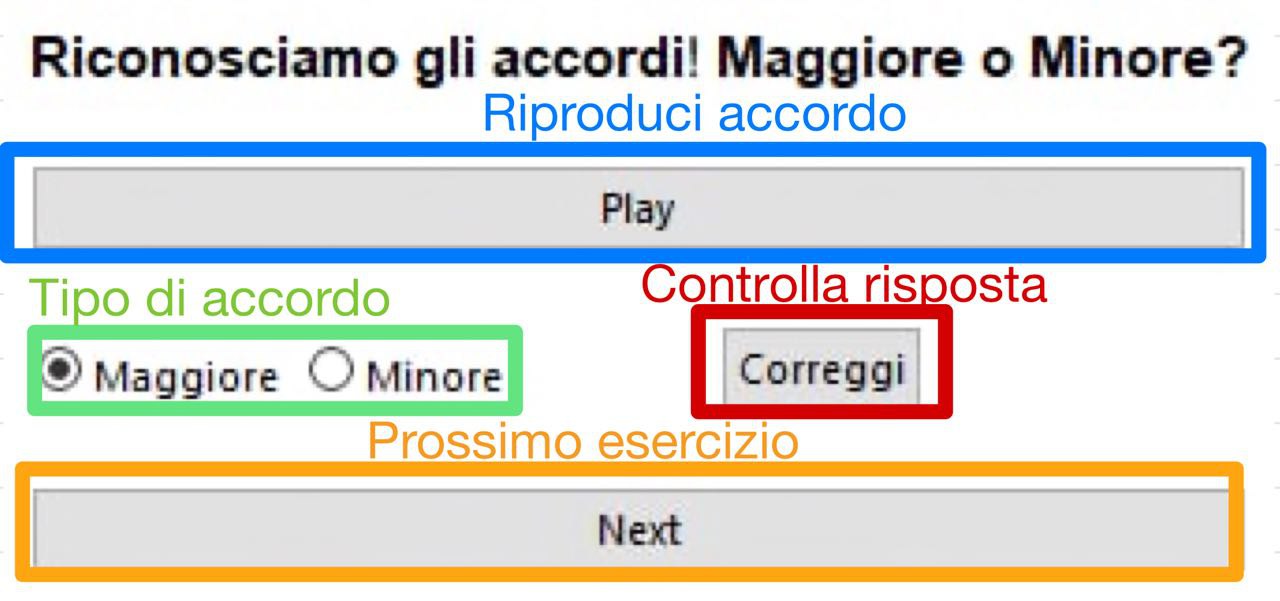 Riconosciamo gli accordi! Maggiore o Minore?
Riproduci accordo
Play
Tipo di accordo
Controlla risposta
Maggiore Minore
Correggi
Prossimo esercizio
Next